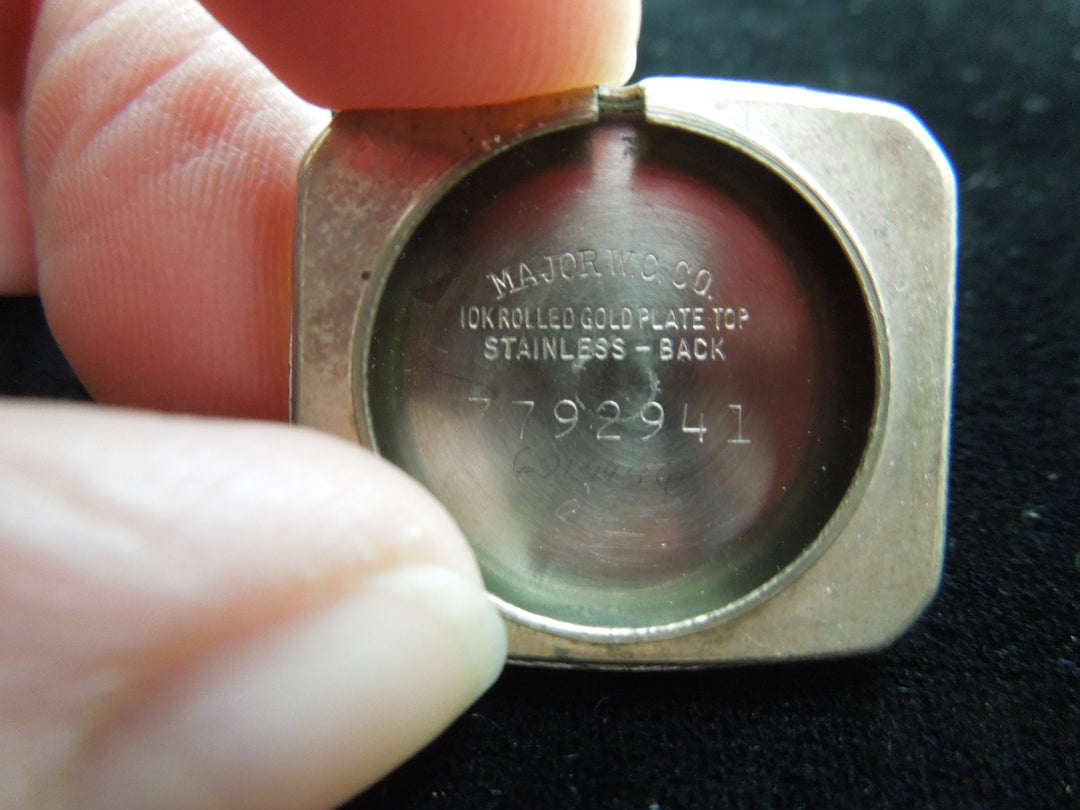 MAJOR W. C. CO.
10K ROLLED GOLD PLATE TOP
STAINLESS – BACK
7792941